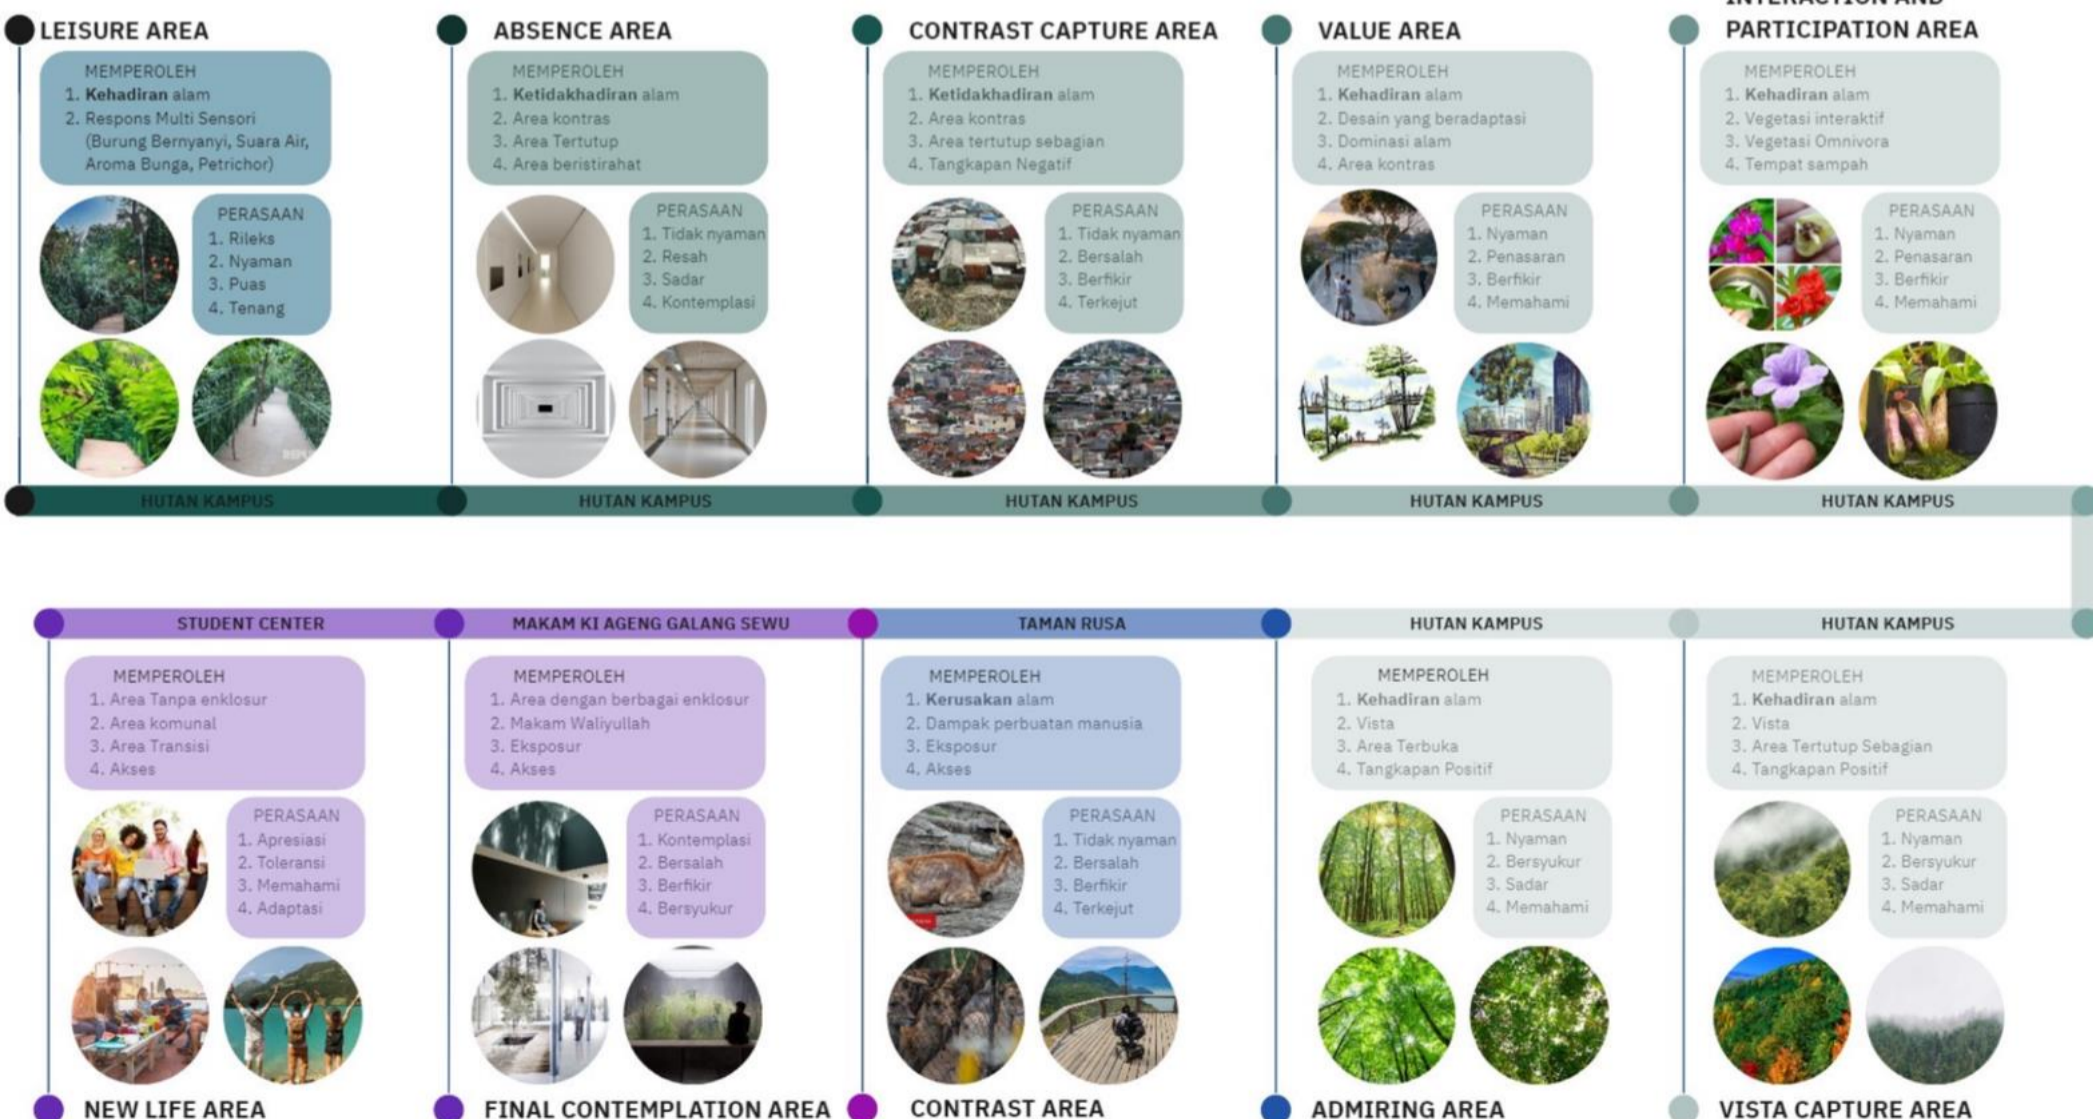 LEISURE AREA
MEMPEROLEH
1. Kehadiran alam
2. Respons Multi Sensori
(Burung Bernyanyi, Suara Air,
Aroma Bunga, Petrichor)
PERASAAN
1. Rileks
2. Nyaman
3. Puas
4. Tenang
HUTAN KAMPUS
ABSENCE AREA
MEMPEROLEH
1. Ketidakhadiran alam
2. Area kontras
3. Area Tertutup
4. Area beristirahat
PERASAAN
1. Tidak nyaman
2. Resah
3. Sadar
4. Kontemplasi
HUTAN KAMPUS
CONTRAST CAPTURE AREA
MEMPEROLEH
1. Ketidakhadiran alam
2. Area kontras
3. Area tertutup sebagian
4. Tangkapan Negatif
PERASAAN
1. Tidak nyaman
2. Bersalah
3. Berfikir
4. Terkejut
HUTAN KAMPUS
VALUE AREA
MEMPEROLEH
1. Kehadiran alam
2. Desain yang beradaptasi
3. Dominasi alam
4. Area kontras
PERASAAN
1. Nyaman
2. Penasaran
3. Berfikir
4. Memahami
HUTAN KAMPUS
INTERACTION AND
PARTICIPATION AREA
MEMPEROLEH
1. Kehadiran alam
2. Vegetasi interaktif
3. Vegetasi Omnivora
4. Tempat sampah
PERASAAN
1. Nyaman
2. Penasaran
3. Berfikir
4. Memahami
HUTAN KAMPUS
STUDENT CENTER
MEMPEROLEH
1. Area Tanpa enklosur
2. Area komunal
3. Area Transisi
4. Akses
PERASAAN
1. Apresiasi
2. Toleransi
3. Memahami
4. Adaptasi
NEW LIFE AREA
MAKAM KI AGENG GALANG SEWU
MEMPEROLEH
1. Area dengan berbagai enklosur
2. Makam Waliyullah
3. Eksposur
4. Akses
PERASAAN
1. Kontemplasi
2. Bersalah
3. Berfikir
4. Bersyukur
FINAL CONTEMPLATION AREA
TAMAN RUSA
MEMPEROLEH
1. Kerusakan alam
2. Dampak perbuatan manusia
3. Eksposur
4. Akses
PERASAAN
1. Tidak nyaman
2. Bersalah
3. Berfikir
4. Terkejut
CONTRAST AREA
HUTAN KAMPUS
MEMPEROLEH
1. Kehadiran alam
2. Vista
3. Area Terbuka
4. Tangkapan Positif
PERASAAN
1. Nyaman
2. Bersyukur
3. Sadar
4. Memahami
ADMIRING AREA
HUTAN KAMPUS
MEMPEROLEH
1. Kehadiran alam
2. Vista
3. Area Tertutup Sebagian
4. Tangkapan Positif
PERASAAN
1. Nyaman
2. Bersyukur
3. Sadar
4. Memahami
VISTA CAPTURE AREA